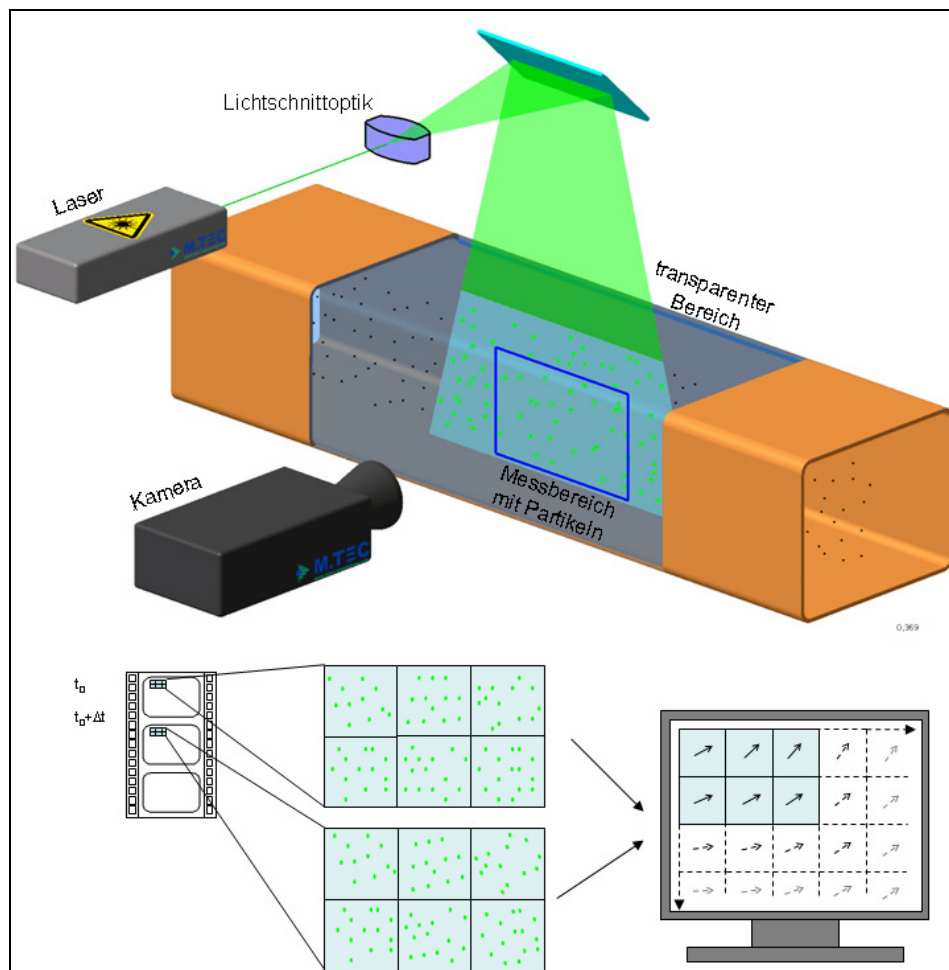 Lichtschnittoptik
Laser
M.TEC
transparenter
Bereich
Kamera
M.TEC
Messbereich
mit Partikeln
0,369
t₀
t₀+Δt